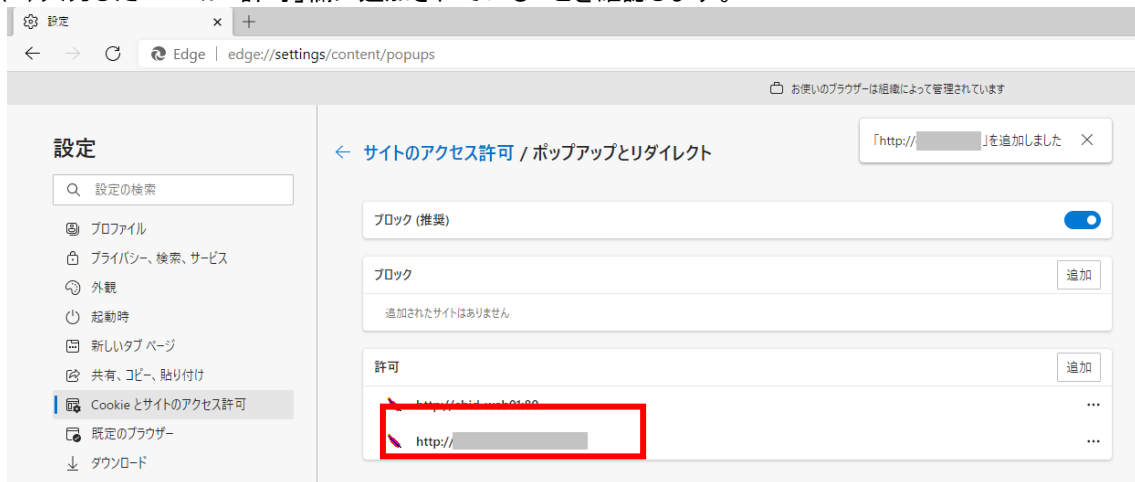 設定
Edge | edge://settings/content/popups
お使いのブラウザーは組織によって管理されています
設定
設定の検索
プロファイル
プライバシー、検索、サービス
外観
起動時
新しいタブ ページ
共有、コピー、貼り付け
Cookie とサイトのアクセス許可
既定のブラウザー
ダウンロード
サイトのアクセス許可 / ポップアップとリダイレクト
「http:// 」を追加しました
ブロック (推奨)
ブロック
追加
追加されたサイトはありません
許可
追加
http://